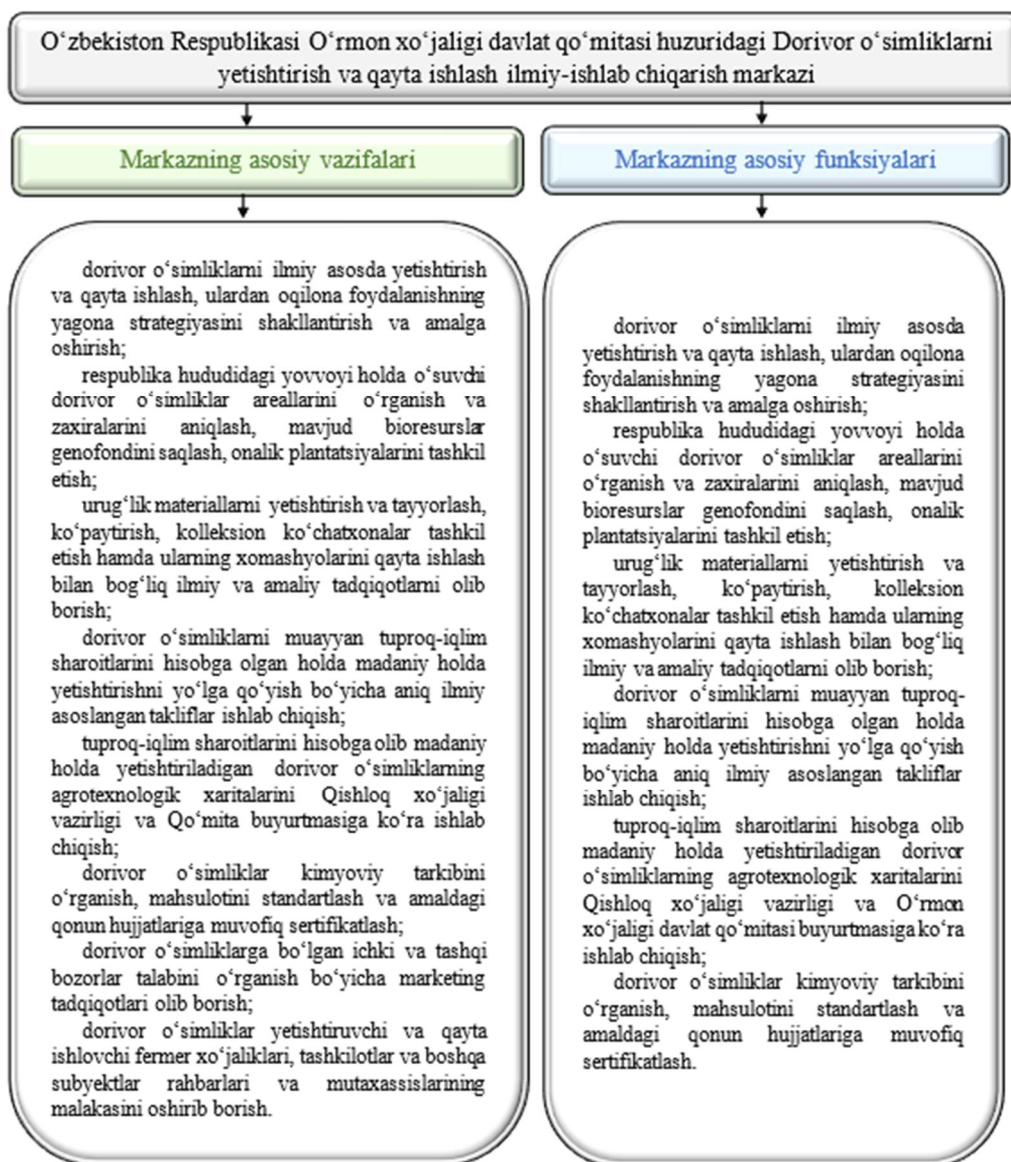 O‘zbekiston Respublikasi O‘rmon xo‘jaligi davlat qo‘mitasi huzuridagi Dorivor o‘simliklarni
yetishtirish va qayta ishlash ilmiy-ishlab chiqarish markazi
Markazning asosiy vazifalari
dorivor o‘simliklarni ilmiy asosda yetishtirish
va qayta ishlash, ulardan oqilona foydalanishning
yagona strategiyasini shakllantirish va amalga
oshirish;
respublika hududidagi yovvoyi holda o‘suvchi
dorivor o‘simliklar areallarini o‘rganish va
zaxiralarini aniqlash, mavjud bioresurslar
genofondini saqlash, onalik plantatsiyalarini tashkil
etish;
urug‘lik materiallarni yetishtirish va tayyorlash,
ko‘paytirish, kolleksion ko‘chatxonalar tashkil
etish hamda ularning xomashyolarini qayta ishlash
bilan bog‘liq ilmiy va amaliy tadqiqotlarni olib
borish;
dorivor o‘simliklarni muayyan tuproq-iqlim
sharoitlarini hisobga olgan holda madaniy holda
yetishtirishni yo‘lga qo‘yish bo‘yicha aniq ilmiy
asoslangan takliflar ishlab chiqish;
tuproq-iqlim sharoitlarini hisobga olib madaniy
holda yetishtiriladigan dorivor o‘simliklarning
agrotexnologik xaritalarini Qishloq xo‘jaligi
vazirligi va Qo‘mita buyurtmasiga ko‘ra ishlab
chiqish;
dorivor o‘simliklar kimyoviy tarkibini
o‘rganish, mahsulotini standartlash va amaldagi
qonun hujjatlariga muvofiq sertifikatlash;
dorivor o‘simliklarga bo‘lgan ichki va tashqi
bozorlar talabini o‘rganish bo‘yicha marketing
tadqiqotlari olib borish;
dorivor o‘simliklar yetishtiruvchi va qayta
ishlovchi fermer xo‘jaliklari, tashkilotlar va boshqa
subyektlar rahbarlari va mutaxassislarining
malakasini oshirib borish.
Markazning asosiy funksiyalari
dorivor o‘simliklarni ilmiy asosda
yetishtirish va qayta ishlash, ulardan oqilona
foydalanishning yagona strategiyasini
shakllantirish va amalga oshirish;
respublika hududidagi yovvoyi holda
o‘suvchi dorivor o‘simliklar areallarini
o‘rganish va zaxiralarini aniqlash, mavjud
bioresurslar genofondini saqlash, onalik
plantatsiyalarini tashkil etish;
urug‘lik materiallarni yetishtirish va
tayyorlash, ko‘paytirish, kolleksion
ko‘chatxonalar tashkil etish hamda ularning
xomashyolarini qayta ishlash bilan bog‘liq
ilmiy va amaliy tadqiqotlarni olib borish;
dorivor o‘simliklarni muayyan tuproq-
iqlim sharoitlarini hisobga olgan holda
madaniy holda yetishtirishni yo‘lga qo‘yish
bo‘yicha aniq ilmiy asoslangan takliflar
ishlab chiqish;
tuproq-iqlim sharoitlarini hisobga olib
madaniy holda yetishtiriladigan dorivor
o‘simliklarning agrotexnologik xaritalarini
Qishloq xo‘jaligi vazirligi va O‘rmon
xo‘jaligi davlat qo‘mitasi buyurtmasiga ko‘ra
ishlab chiqish;
dorivor o‘simliklar kimyoviy tarkibini
o‘rganish, mahsulotini standartlash va
amaldagi qonun hujjatlariga muvofiq
sertifikatlash.